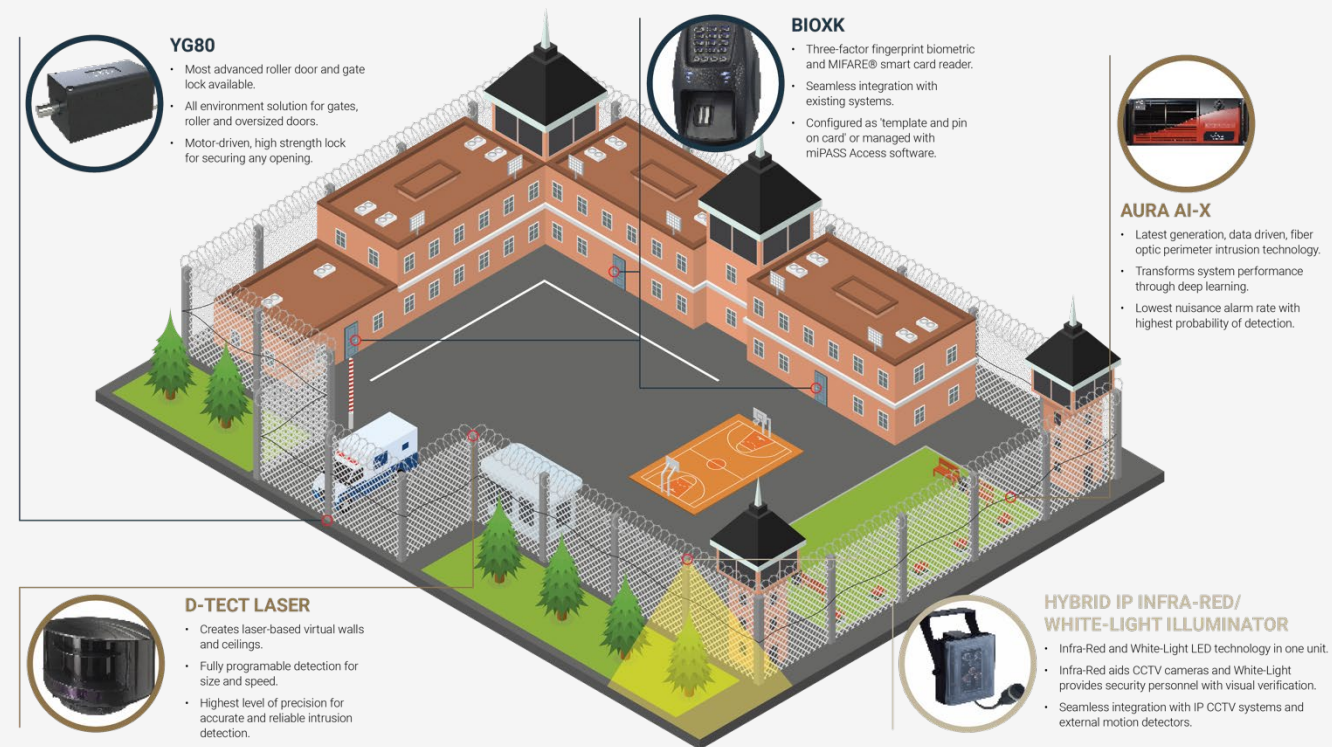 YG80
• Most advanced roller door and gate
lock available.
• All environment solution for gates,
roller and oversized doors.
• Motor-driven, high strength lock
for securing any opening.
BIOXK
• Three-factor fingerprint biometric
and MIFARE® smart card reader.
• Seamless integration with
existing systems.
• Configured as 'template and pin
on card' or managed with
miPASS Access software.
AURA AI-X
• Latest generation, data driven, fiber
optic perimeter intrusion technology.
• Transforms system performance
through deep learning.
• Lowest nuisance alarm rate with
highest probability of detection.
D-TECT LASER
• Creates laser-based virtual walls
and ceilings.
• Fully programable detection for
size and speed.
• Highest level of precision for
accurate and reliable intrusion
detection.
HYBRID IP INFRA-RED/
WHITE-LIGHT ILLUMINATOR
• Infra-Red and White-Light LED technology in one unit.
• Infra-Red aids CCTV cameras and White-Light
provides security personnel with visual verification.
• Seamless integration with IP CCTV systems and
external motion detectors.